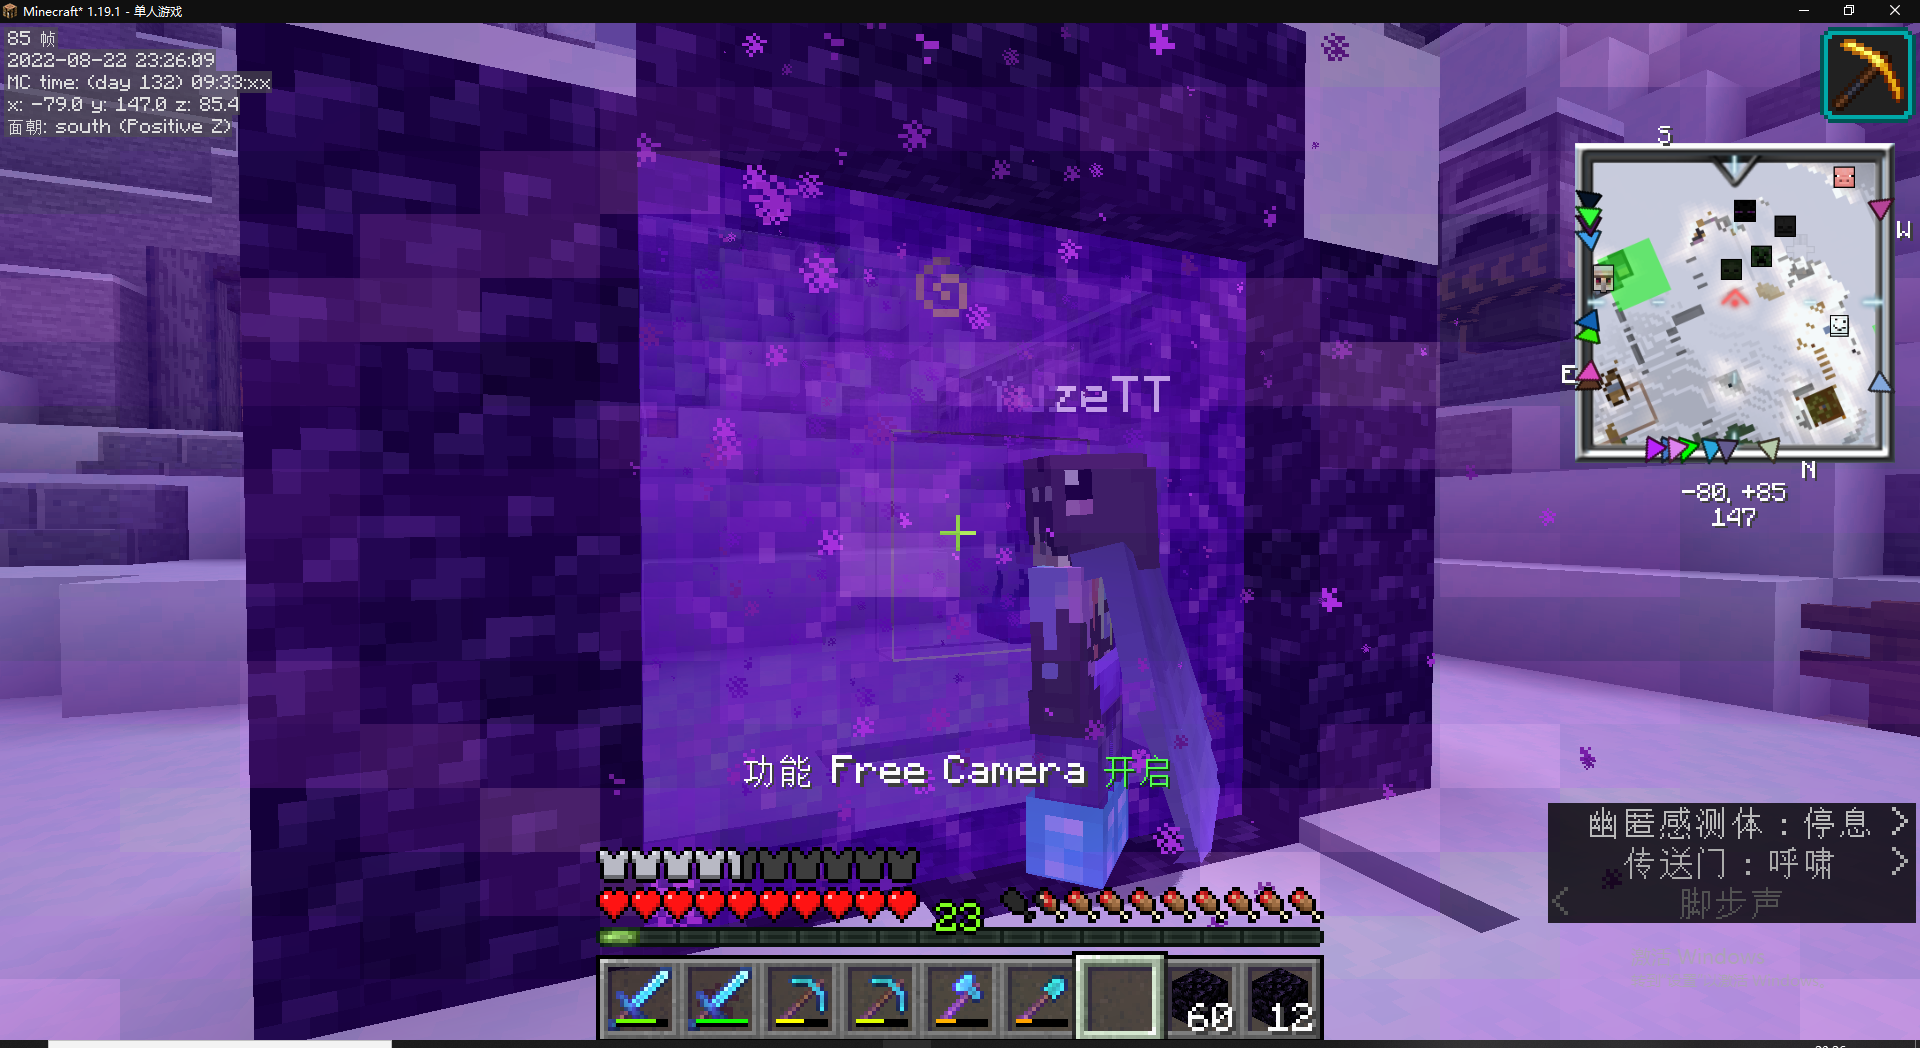 Minecraft* 1.19.1 - 单人游戏
85 帧
2022-08-22 23:26:09
MC time: (day 132) 09:33:xx
x: -79.0 y: 147.0 z: 85.4
面朝: south (Positive Z)
S
W
E
N
-80, +85
147
zeTT
功能 Free Camera 开启
幽匿感测体：停息 >
传送门：呼啸 >
< 脚步声
23
60
12